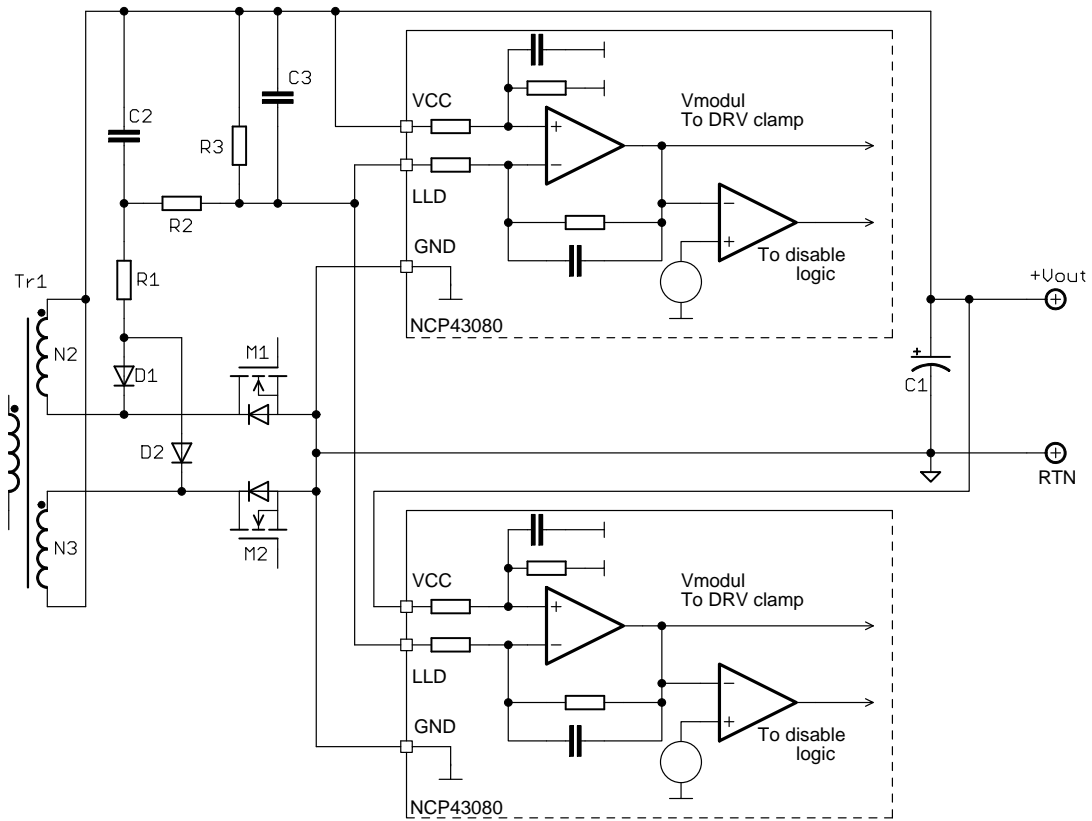 C2
C3
R3
R2
R1
Tr1
N2
D1
M1
D2
N3
M2
VCC
LLD
GND
NCP43080
+
−
Vmodul
To DRV clamp
−
+
To disable
logic
+Vout
+
C1
RTN
VCC
LLD
GND
NCP43080
+
−
Vmodul
To DRV clamp
−
+
To disable
logic